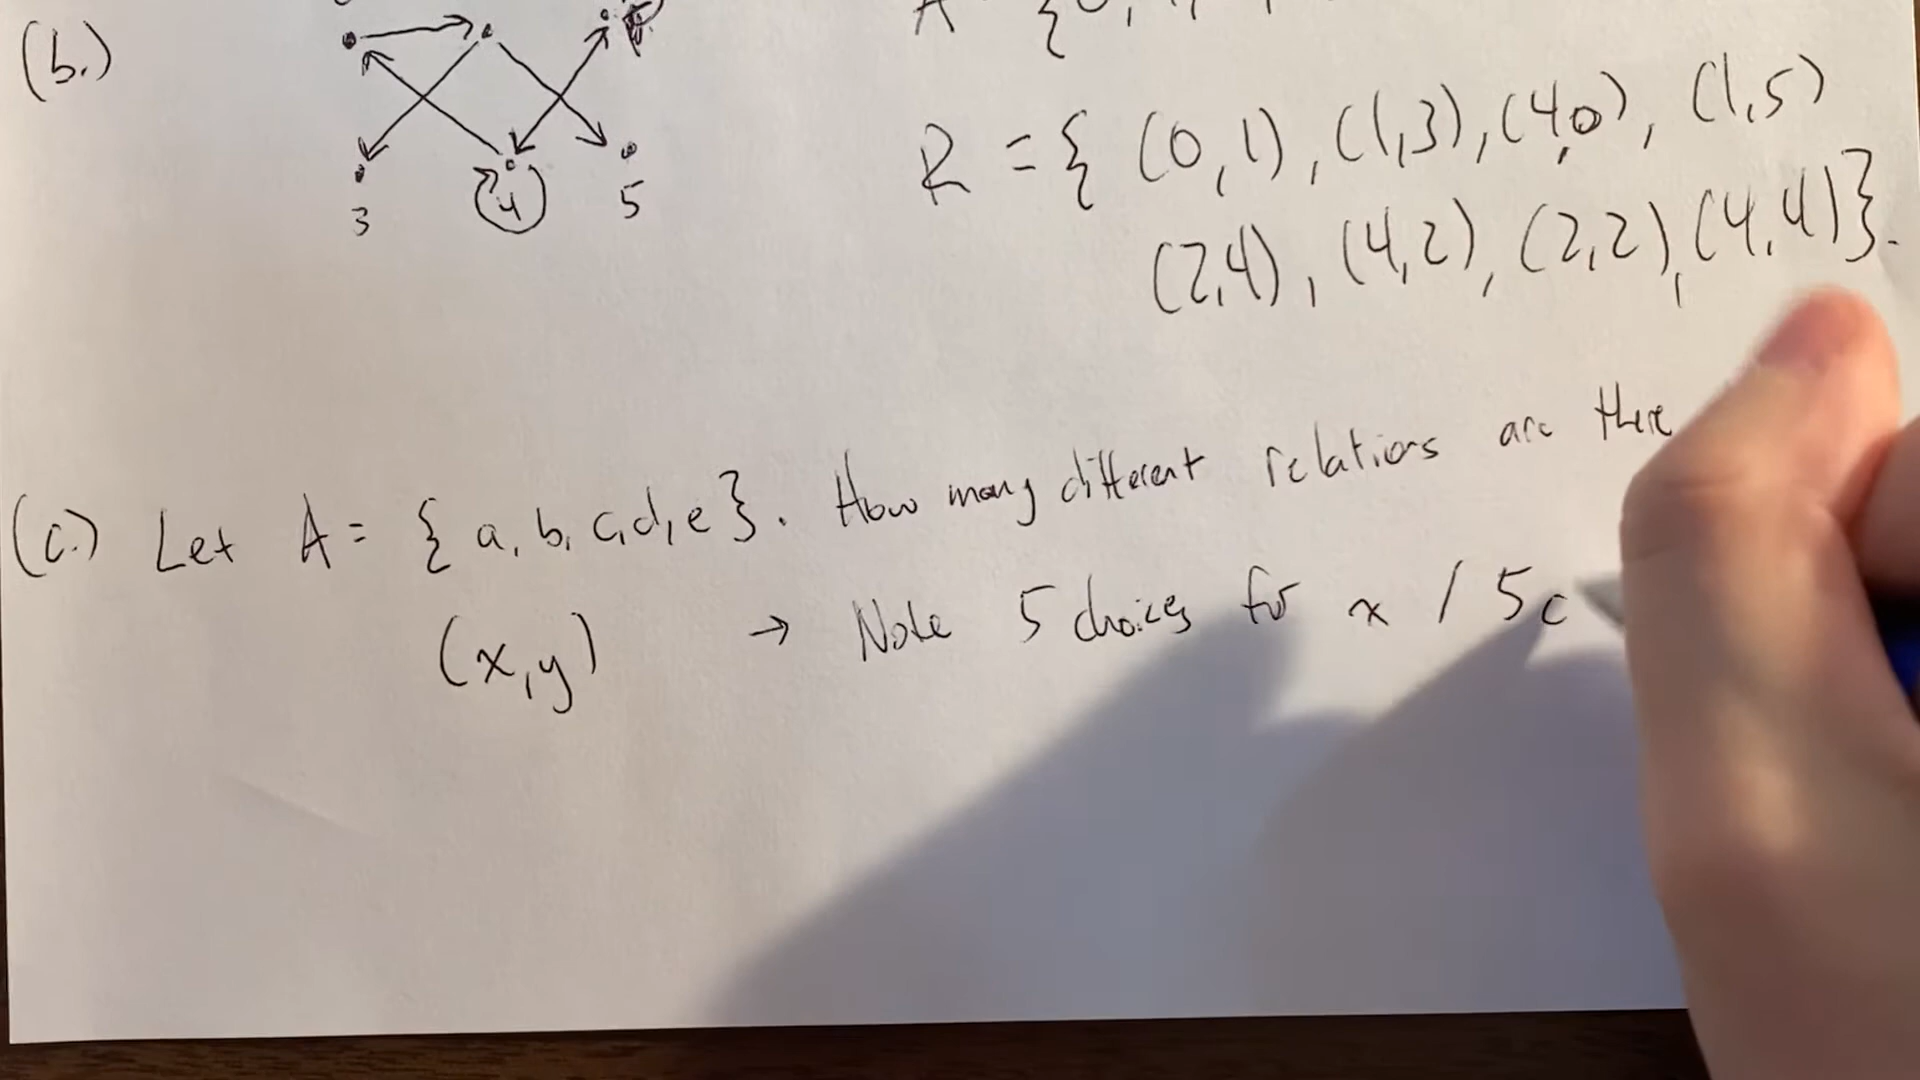 (b.)
3 4 5
R = { (0,1), (1,3), (4,0), (1,5)
(2,4), (4,2), (2,2), (4,4)}.
(c.) Let A = { a, b, c, d, e }. How many different relations are there
(x,y) → Note 5 choices for x / 5c